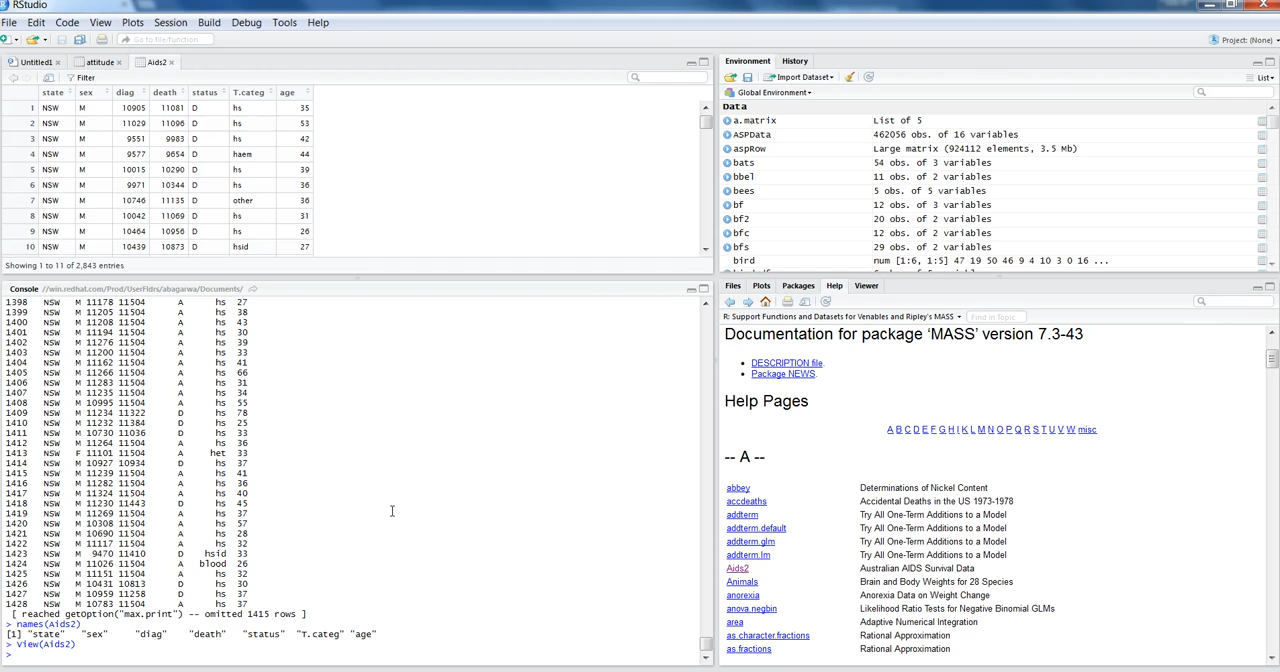 RStudio
File Edit Code View Plots Session Build Debug Tools Help
Go to file/function
Project: (None)
Untitled1 attitude Aids2
Filter
state sex diag death status T.categ age
1 NSW M 10905 11081 D hs 35
2 NSW M 11029 11096 D hs 53
3 NSW M 9551 9983 D hs 42
4 NSW M 9577 9654 D haem 44
5 NSW M 10015 10290 D hs 39
6 NSW M 9971 10344 D hs 36
7 NSW M 10746 11135 D other 36
8 NSW M 10042 11069 D hs 31
9 NSW M 10464 10956 D hs 26
10 NSW M 10439 10873 D hsid 27
Showing 1 to 11 of 2,843 entries
Console //win.redhat.com/Prod/UserFldrs/abagarwa/Documents/
1398 NSW M 11178 11504 A hs 27
1399 NSW M 11205 11504 A hs 38
1400 NSW M 11208 11504 A hs 43
1401 NSW M 11194 11504 A hs 30
1402 NSW M 11276 11504 A hs 39
1403 NSW M 11200 11504 A hs 33
1404 NSW M 11162 11504 A hs 41
1405 NSW M 11266 11504 A hs 66
1406 NSW M 11283 11504 A hs 31
1407 NSW M 11235 11504 A hs 34
1408 NSW M 10995 11504 A hs 55
1409 NSW M 11234 11322 D hs 78
1410 NSW M 11232 11384 D hs 25
1411 NSW M 10730 11036 D hs 33
1412 NSW M 11264 11504 A hs 36
1413 NSW F 11101 11504 A het 33
1414 NSW M 10927 10934 D hs 37
1415 NSW M 11239 11504 A hs 41
1416 NSW M 11282 11504 A hs 36
1417 NSW M 11324 11504 A hs 40
1418 NSW M 11230 11443 D hs 45
1419 NSW M 11269 11504 A hs 37
1420 NSW M 10308 11504 A hs 57
1421 NSW M 10690 11504 A hs 28
1422 NSW M 11117 11504 A hs 32
1423 NSW M 9470 11410 D hsid 33
1424 NSW M 11026 11504 A blood 26
1425 NSW M 11151 11504 A hs 32
1426 NSW M 10431 10813 D hs 30
1427 NSW M 10959 11258 D hs 37
1428 NSW M 10783 11504 A hs 37
[ reached getOption("max.print") -- omitted 1415 rows ]
> names(Aids2)
[1] "state" "sex" "diag" "death" "status" "T.categ" "age"
> View(Aids2)
>
Environment History
Import Dataset List
Global Environment
Data
a.matrix List of 5
ASPData 462056 obs. of 16 variables
aspRow Large matrix (924112 elements, 3.5 Mb)
bats 54 obs. of 3 variables
bbel 11 obs. of 2 variables
bees 5 obs. of 5 variables
bf 12 obs. of 3 variables
bf2 20 obs. of 2 variables
bfc 12 obs. of 2 variables
bfs 29 obs. of 2 variables
bird num [1:6, 1:5] 47 19 50 46 9 4 10 3 0 16 ...
Files Plots Packages Help Viewer
R: Support Functions and Datasets for Venables and Ripley's MASS Find in Topic
Documentation for package ‘MASS’ version 7.3-43
DESCRIPTION file.
Package NEWS.
Help Pages
A B C D E F G H I K L M N O P Q R S T U V W misc
-- A --
abbey Determinations of Nickel Content
accdeaths Accidental Deaths in the US 1973-1978
addterm Try All One-Term Additions to a Model
addterm.default Try All One-Term Additions to a Model
addterm.glm Try All One-Term Additions to a Model
addterm.lm Try All One-Term Additions to a Model
Aids2 Australian AIDS Survival Data
Animals Brain and Body Weights for 28 Species
anorexia Anorexia Data on Weight Change
anova.negbin Likelihood Ratio Tests for Negative Binomial GLMs
area Adaptive Numerical Integration
as.character.fractions Rational Approximation
as.fractions Rational Approximation